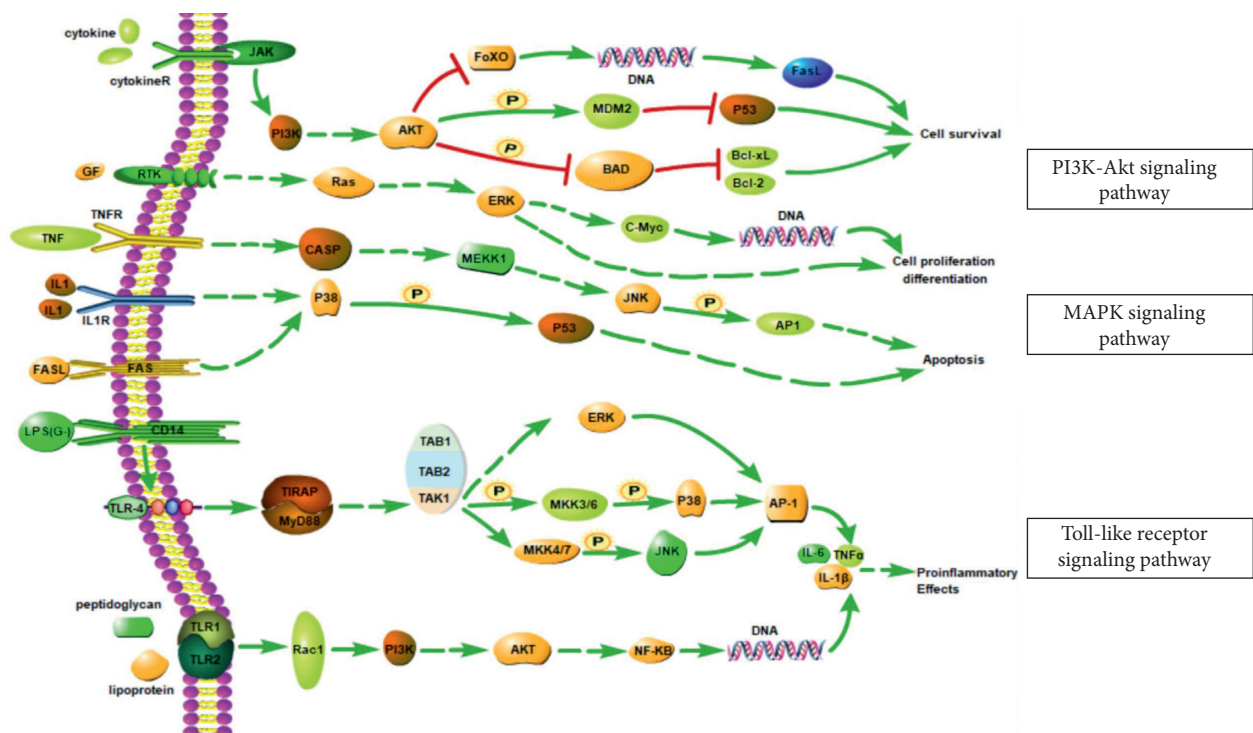 cytokine
JAK
cytokineR
FoXO
DNA
FasL
PI3K
AKT
P
MDM2
P53
Cell survival
P
BAD
Bcl-xL
Bcl-2
PI3K-Akt signaling
pathway
GF
RTK
Ras
ERK
C-Myc
DNA
Cell proliferation
differentiation
TNF
TNFR
CASP
MEKK1
JNK
P
AP1
IL1
IL1
IL1R
P38
P
P53
Apoptosis
MAPK signaling
pathway
FASL
FAS
LPS(G-)
CD14
TLR-4
TIRAP
MyD88
TAB1
TAB2
TAK1
ERK
P
MKK3/6
P
P38
AP-1
MKK4/7
P
JNK
IL-6
TNFα
IL-1β
Proinflammatory
Effects
Toll-like receptor
signaling pathway
peptidoglycan
lipoprotein
TLR1
TLR2
Rac1
PI3K
AKT
NF-KB
DNA